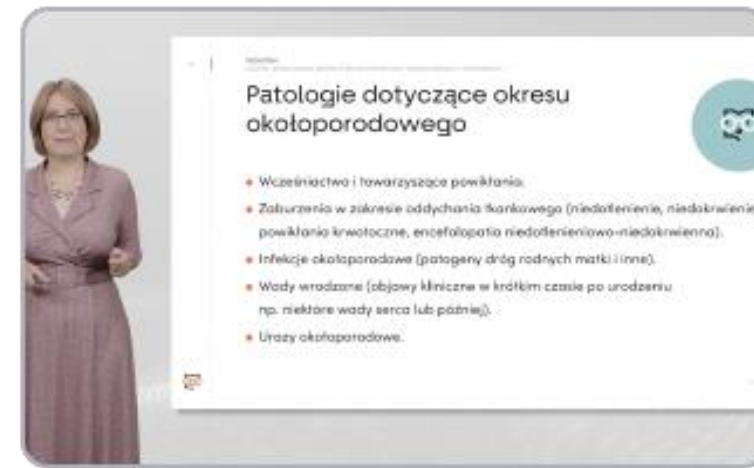 Patologie dotyczące okresu
okołoporodowego
Wcześniactwo i towarzyszące powikłania.
Zaburzenia w zakresie oddychania tkankowego (niedotlenienie, niedokrwienie
powikłania krwotoczne, encefalopatia niedotlenieniowo-niedokrwienna).
Infekcje okołoporodowe (patogeny dróg rodnych matki i inne).
Wady wrodzone (objawy kliniczne w krótkim czasie po urodzeniu
np. niektóre wady serca lub później).
Urazy okołoporodowe.